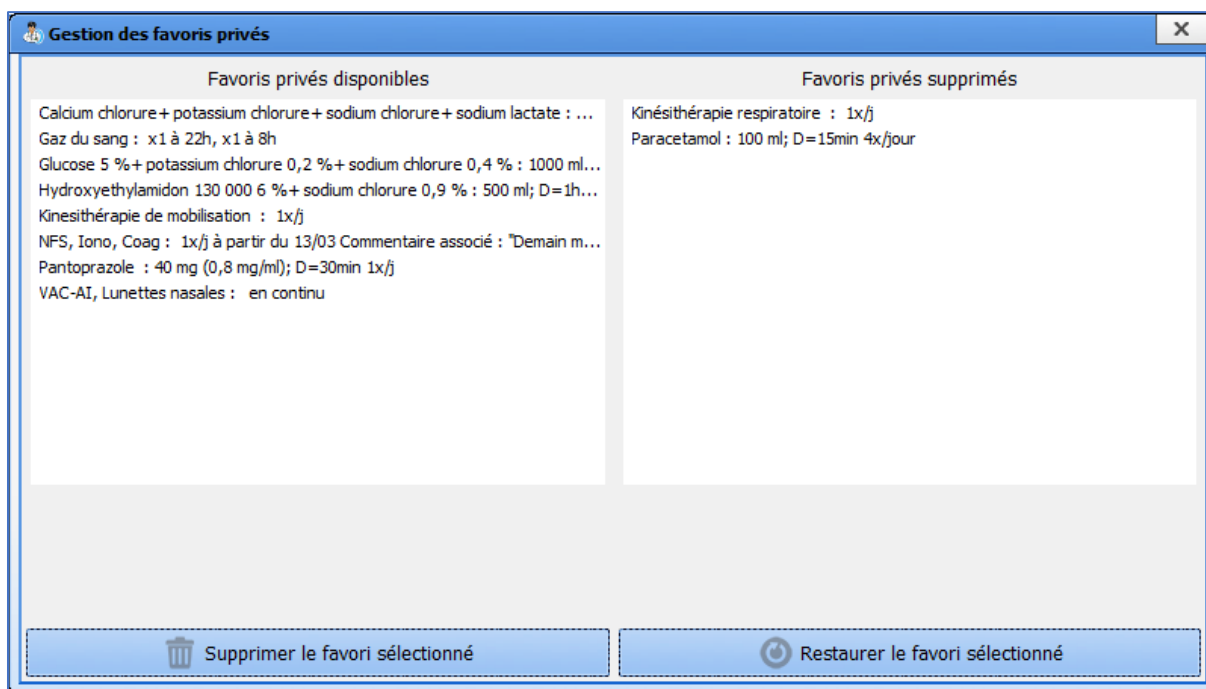 Gestion des favoris privés
Favoris privés disponibles
Calcium chlorure+ potassium chlorure+ sodium chlorure+ sodium lactate : ...
Gaz du sang : x1 à 22h, x1 à 8h
Glucose 5 %+ potassium chlorure 0,2 %+ sodium chlorure 0,4 % : 1000 ml...
Hydroxyethylamidon 130 000 6 %+ sodium chlorure 0,9 % : 500 ml; D=1h...
Kinesithérapie de mobilisation : 1x/j
NFS, Iono, Coag : 1x/j à partir du 13/03 Commentaire associé : "Demain m...
Pantoprazole : 40 mg (0,8 mg/ml); D=30min 1x/j
VAC-AI, Lunettes nasales : en continu
Favoris privés supprimés
Kinésithérapie respiratoire : 1x/j
Paracetamol : 100 ml; D=15min 4x/jour
Supprimer le favori sélectionné
Restaurer le favori sélectionné